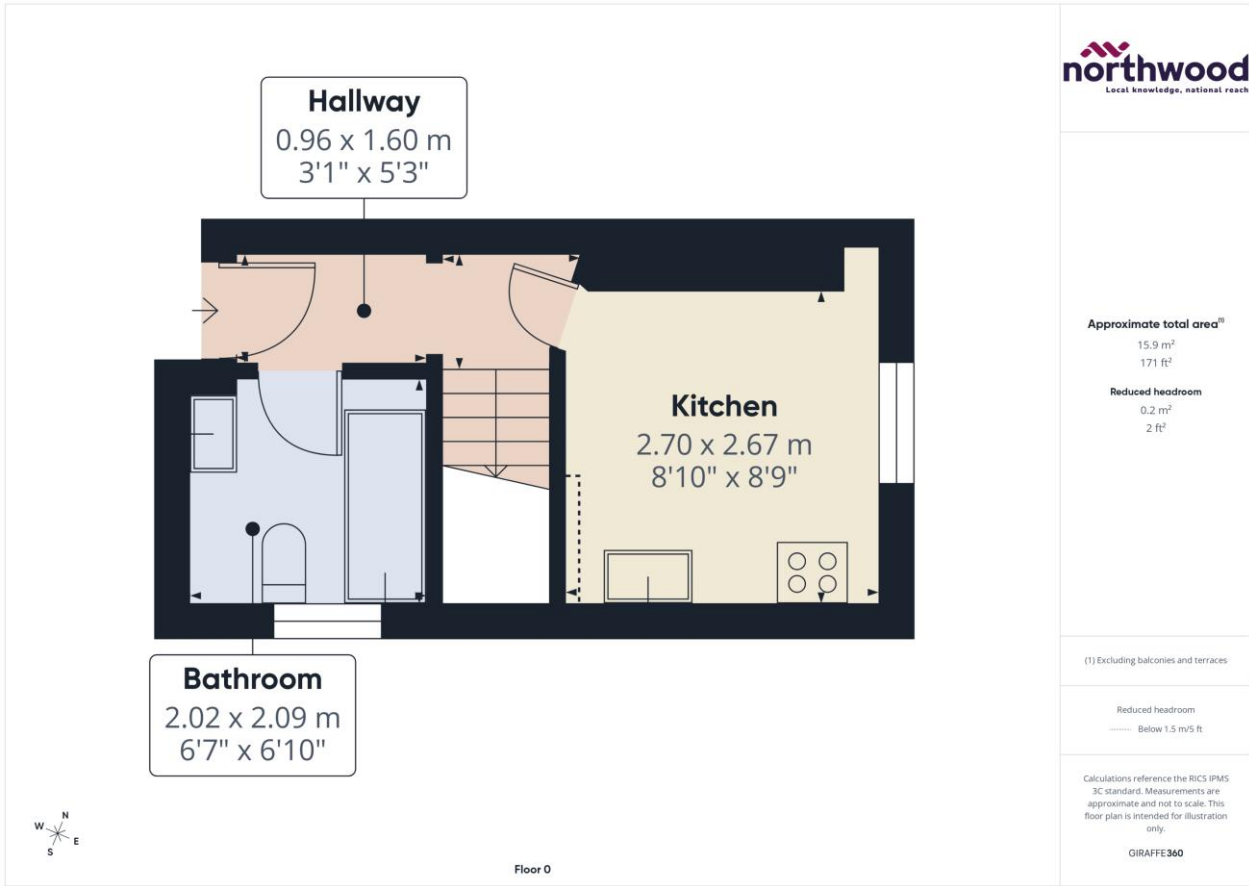 Hallway
0.96 x 1.60 m
3'1" x 5'3"
Kitchen
2.70 x 2.67 m
8'10" x 8'9"
Bathroom
2.02 x 2.09 m
6'7" x 6'10"
N
W
E
S
Floor 0
northwood
Local knowledge, national reach
Approximate total area(1)
15.9 m²
171 ft²
Reduced headroom
0.2 m²
2 ft²
(1) Excluding balconies and terraces
Reduced headroom
Below 1.5 m/5 ft
Calculations reference the RICS IPMS
3C standard. Measurements are
approximate and not to scale. This
floor plan is intended for illustration
only.
GIRAFFE360